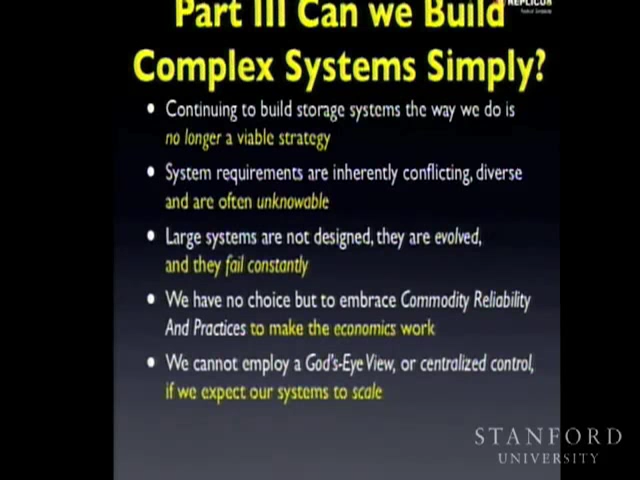 REPLICUS
Part III Can we Build
Complex Systems Simply?
• Continuing to build storage systems the way we do is
no longer a viable strategy
• System requirements are inherently conflicting, diverse
and are often unknowable
• Large systems are not designed, they are evolved,
and they fail constantly
• We have no choice but to embrace Commodity Reliability
And Practices to make the economics work
• We cannot employ a God's-Eye View, or centralized control,
if we expect our systems to scale
STANFORD
UNIVERSITY